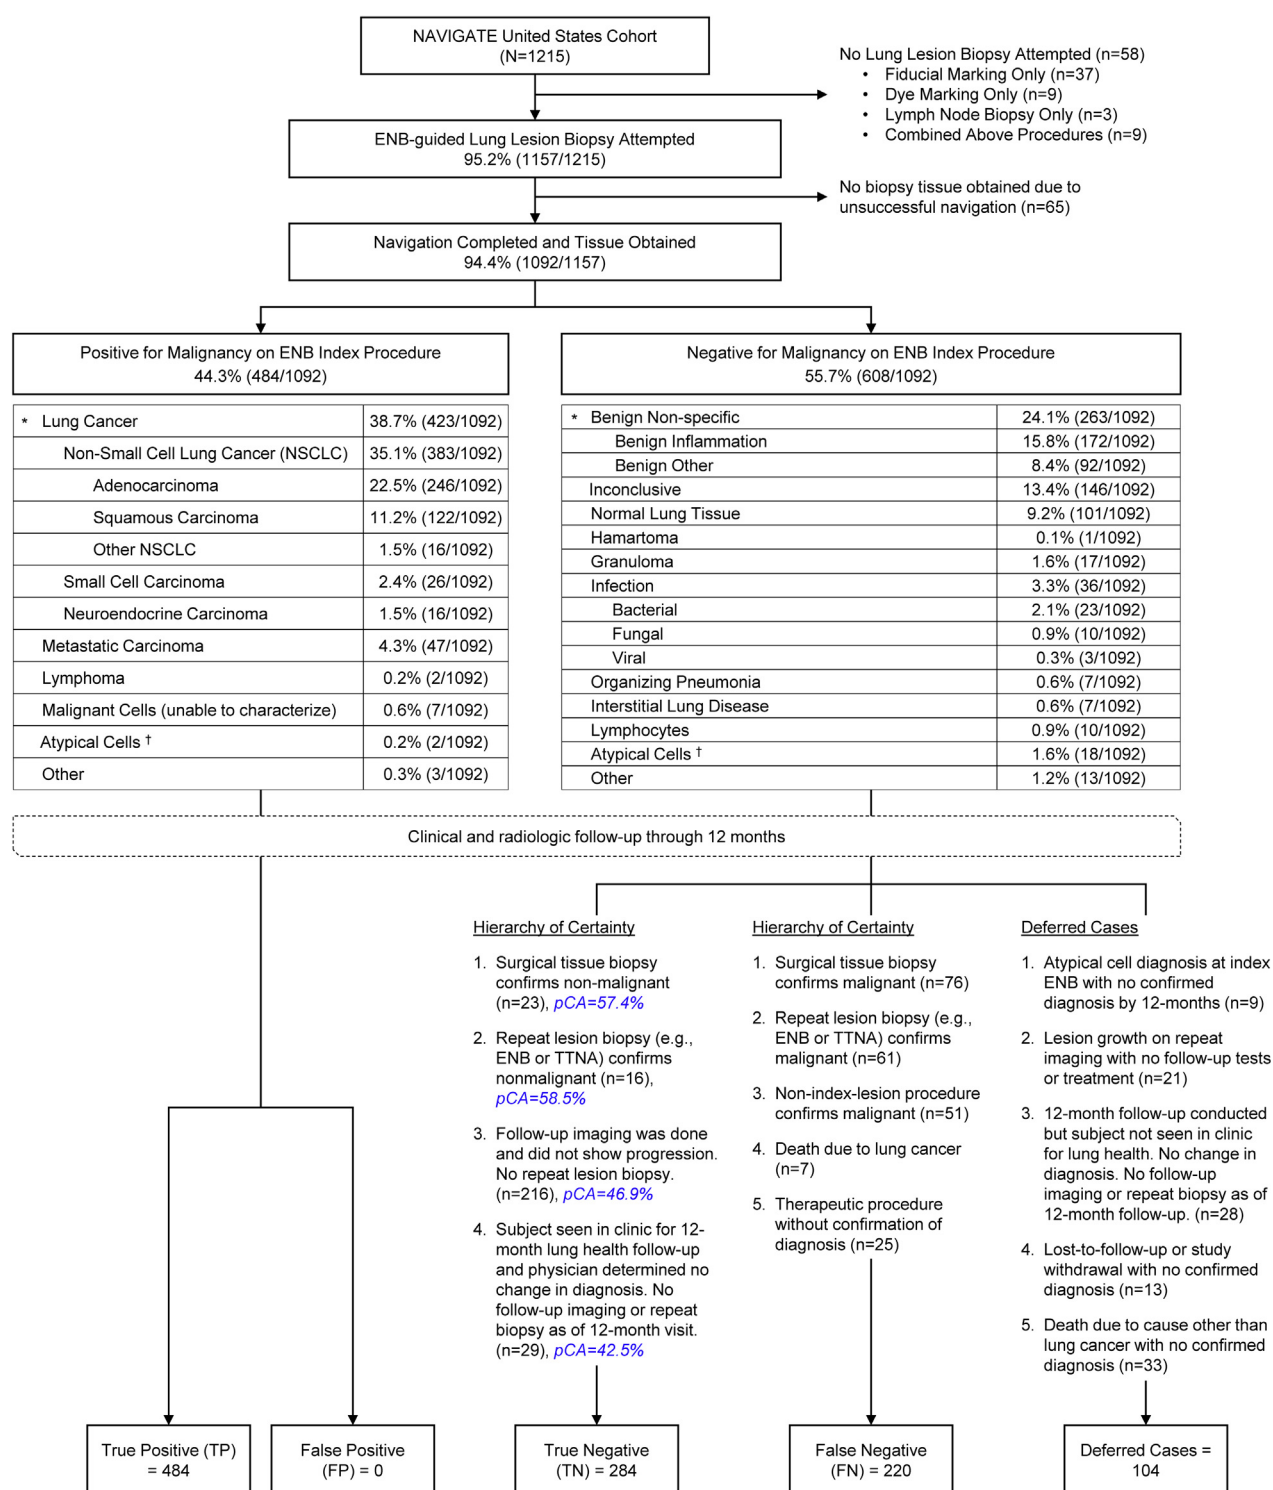 NAVIGATE United States Cohort
(N=1215)
No Lung Lesion Biopsy Attempted (n=58)
• Fiducial Marking Only (n=37)
• Dye Marking Only (n=9)
• Lymph Node Biopsy Only (n=3)
• Combined Above Procedures (n=9)
ENB-guided Lung Lesion Biopsy Attempted
95.2% (1157/1215)
No biopsy tissue obtained due to
unsuccessful navigation (n=65)
Navigation Completed and Tissue Obtained
94.4% (1092/1157)
Positive for Malignancy on ENB Index Procedure
44.3% (484/1092)
* Lung Cancer 38.7% (423/1092)
Non-Small Cell Lung Cancer (NSCLC) 35.1% (383/1092)
Adenocarcinoma 22.5% (246/1092)
Squamous Carcinoma 11.2% (122/1092)
Other NSCLC 1.5% (16/1092)
Small Cell Carcinoma 2.4% (26/1092)
Neuroendocrine Carcinoma 1.5% (16/1092)
Metastatic Carcinoma 4.3% (47/1092)
Lymphoma 0.2% (2/1092)
Malignant Cells (unable to characterize) 0.6% (7/1092)
Atypical Cells † 0.2% (2/1092)
Other 0.3% (3/1092)
Negative for Malignancy on ENB Index Procedure
55.7% (608/1092)
* Benign Non-specific 24.1% (263/1092)
Benign Inflammation 15.8% (172/1092)
Benign Other 8.4% (92/1092)
Inconclusive 13.4% (146/1092)
Normal Lung Tissue 9.2% (101/1092)
Hamartoma 0.1% (1/1092)
Granuloma 1.6% (17/1092)
Infection 3.3% (36/1092)
Bacterial 2.1% (23/1092)
Fungal 0.9% (10/1092)
Viral 0.3% (3/1092)
Organizing Pneumonia 0.6% (7/1092)
Interstitial Lung Disease 0.6% (7/1092)
Lymphocytes 0.9% (10/1092)
Atypical Cells † 1.6% (18/1092)
Other 1.2% (13/1092)
Clinical and radiologic follow-up through 12 months
Hierarchy of Certainty
1. Surgical tissue biopsy
confirms non-malignant
(n=23), pCA=57.4%
2. Repeat lesion biopsy (e.g.,
ENB or TTNA) confirms
nonmalignant (n=16),
pCA=58.5%
3. Follow-up imaging was done
and did not show progression.
No repeat lesion biopsy.
(n=216), pCA=46.9%
4. Subject seen in clinic for 12-
month lung health follow-up
and physician determined no
change in diagnosis. No
follow-up imaging or repeat
biopsy as of 12-month visit.
(n=29), pCA=42.5%
Hierarchy of Certainty
1. Surgical tissue biopsy
confirms malignant (n=76)
2. Repeat lesion biopsy (e.g.,
ENB or TTNA) confirms
malignant (n=61)
3. Non-index-lesion procedure
confirms malignant (n=51)
4. Death due to lung cancer
(n=7)
5. Therapeutic procedure
without confirmation of
diagnosis (n=25)
Deferred Cases
1. Atypical cell diagnosis at index
ENB with no confirmed
diagnosis by 12-months (n=9)
2. Lesion growth on repeat
imaging with no follow-up tests
or treatment (n=21)
3. 12-month follow-up conducted
but subject not seen in clinic
for lung health. No change in
diagnosis. No follow-up
imaging or repeat biopsy as of
12-month follow-up. (n=28)
4. Lost-to-follow-up or study
withdrawal with no confirmed
diagnosis (n=13)
5. Death due to cause other than
lung cancer with no confirmed
diagnosis (n=33)
True Positive (TP)
= 484
False Positive
(FP) = 0
True Negative
(TN) = 284
False Negative
(FN) = 220
Deferred Cases =
104